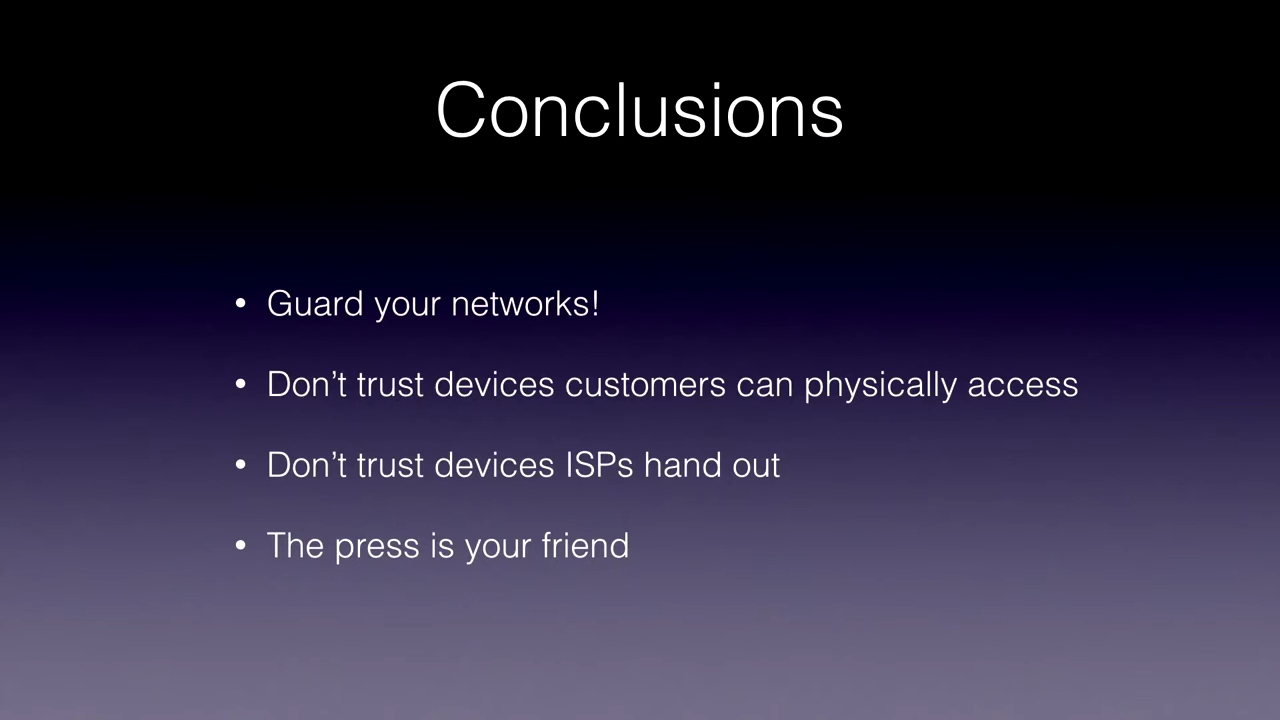 Conclusions
• Guard your networks!
• Don’t trust devices customers can physically access
• Don’t trust devices ISPs hand out
• The press is your friend